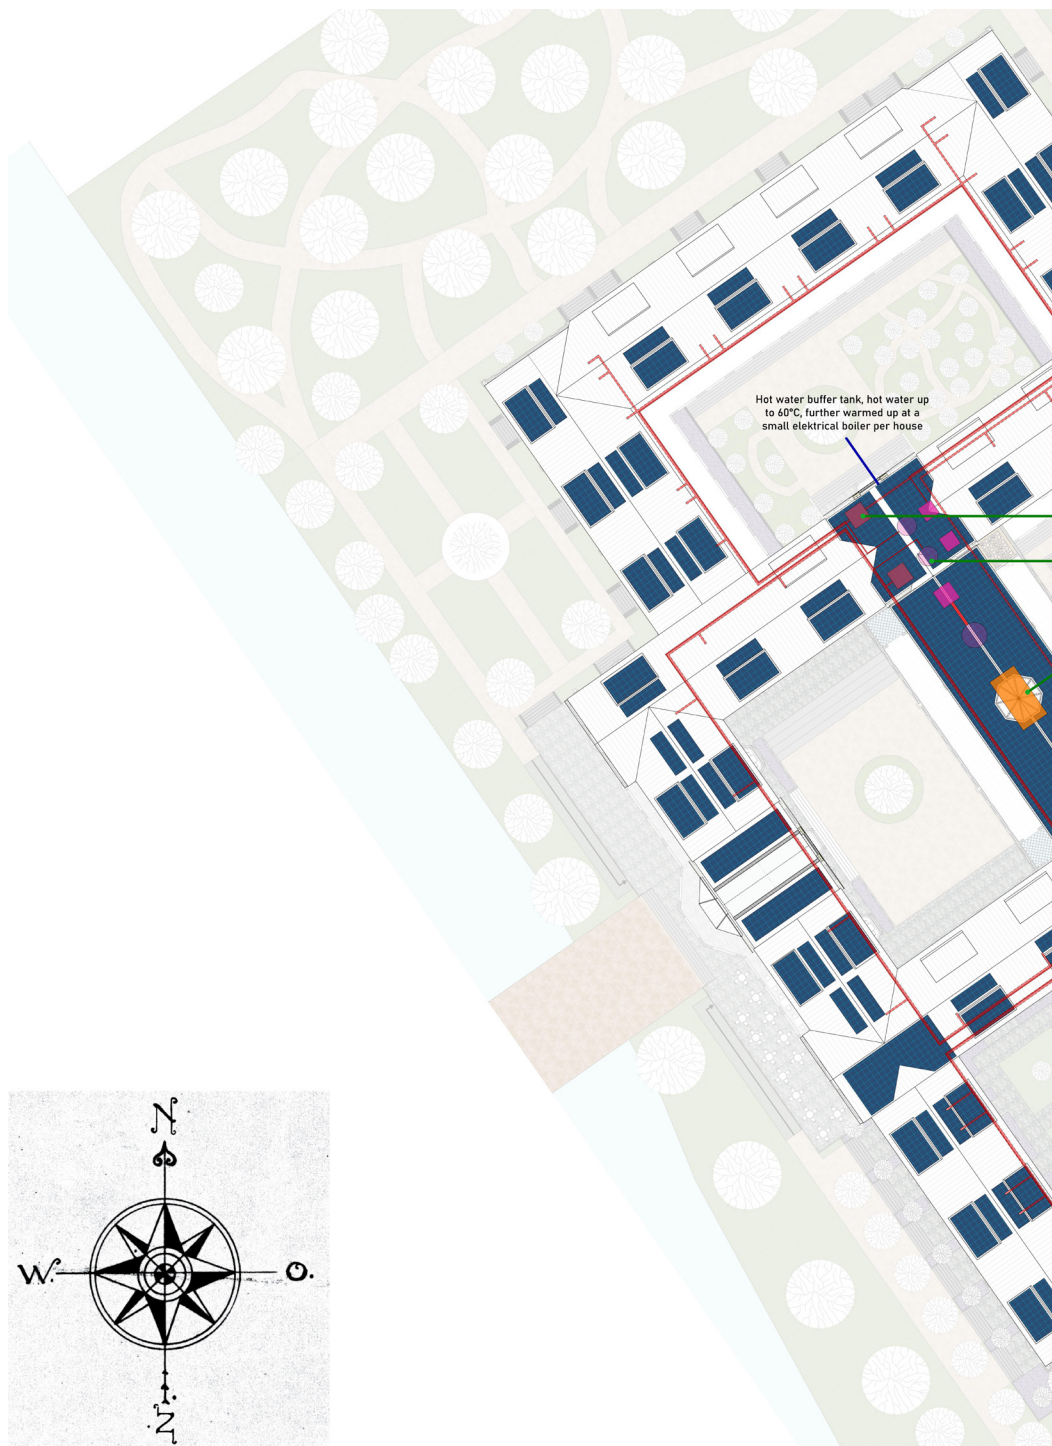 Hot water buffer tank, hot water up
to 60°C, further warmed up at a
small elektrical boiler per house
N
W.
O.
Z